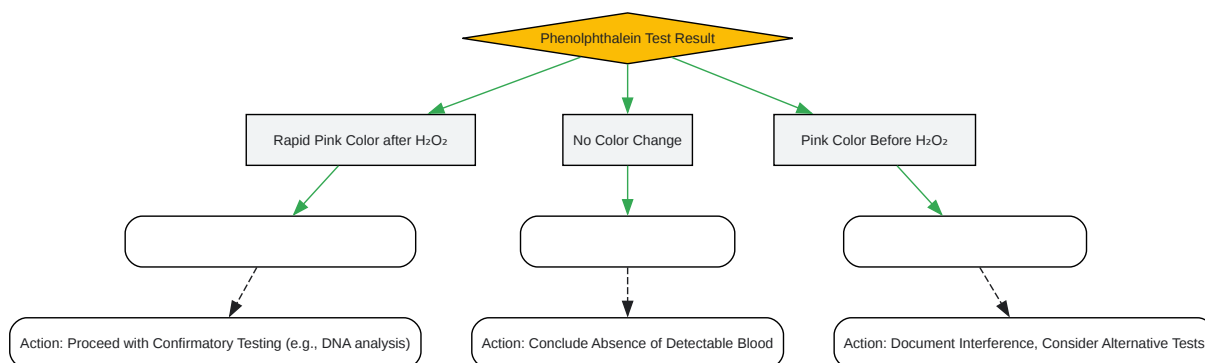 Phenolphthalein Test Result
Rapid Pink Color after H₂O₂
No Color Change
Pink Color Before H₂O₂
Action: Proceed with Confirmatory Testing (e.g., DNA analysis)
Action: Conclude Absence of Detectable Blood
Action: Document Interference, Consider Alternative Tests